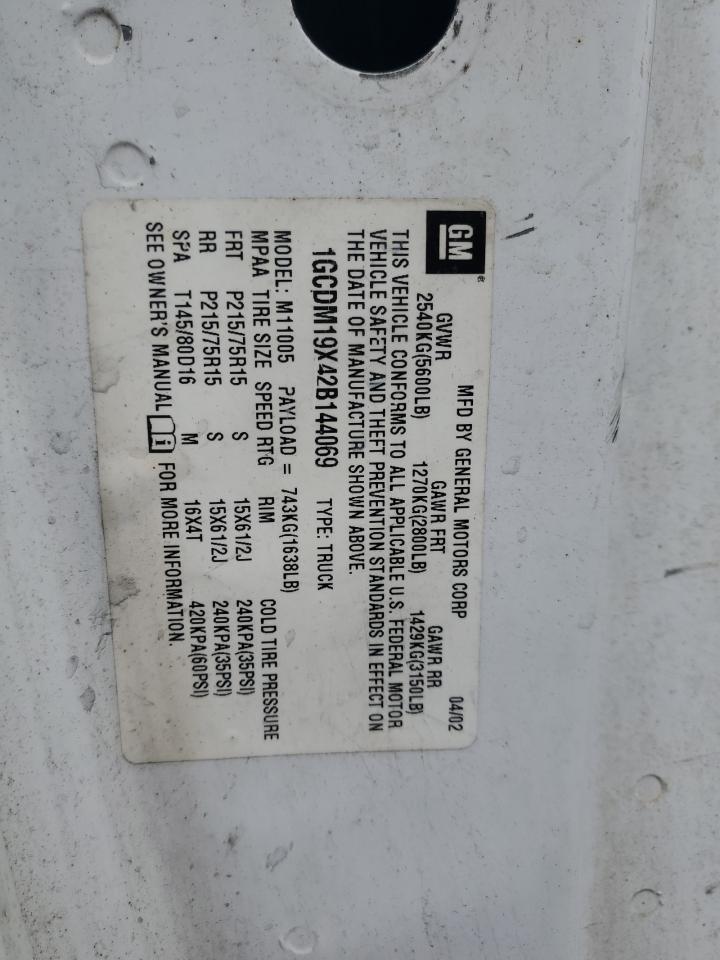 GM®
MFD BY GENERAL MOTORS CORP 04/02
GVWR GAWR FRT GAWR RR
2540KG(5600LB) 1270KG(2800LB) 1429KG(3150LB)
THIS VEHICLE CONFORMS TO ALL APPLICABLE U.S. FEDERAL MOTOR
VEHICLE SAFETY AND THEFT PREVENTION STANDARDS IN EFFECT ON
THE DATE OF MANUFACTURE SHOWN ABOVE.
1GCDM19X42B144069 TYPE: TRUCK
MODEL: M11005 PAYLOAD = 743KG(1638LB)
MPAA TIRE SIZE SPEED RTG RIM COLD TIRE PRESSURE
FRT P215/75R15 S 15X61/2J 240KPA(35PSI)
RR P215/75R15 S 15X61/2J 240KPA(35PSI)
SPA T145/80D16 M 16X4T 420KPA(60PSI)
SEE OWNER'S MANUAL i FOR MORE INFORMATION.